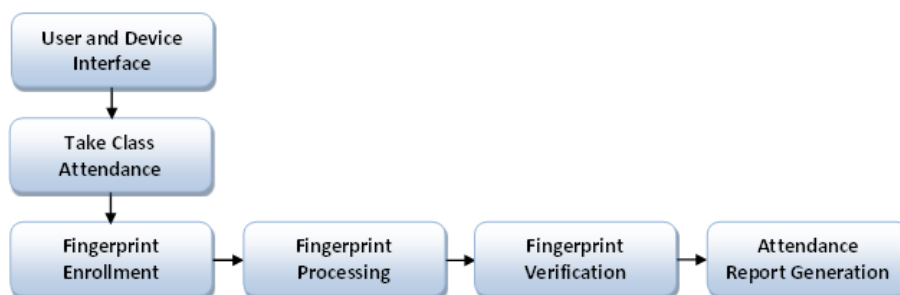 User and Device
Interface
Take Class
Attendance
Fingerprint
Enrollment
Fingerprint
Processing
Fingerprint
Verification
Attendance
Report Generation